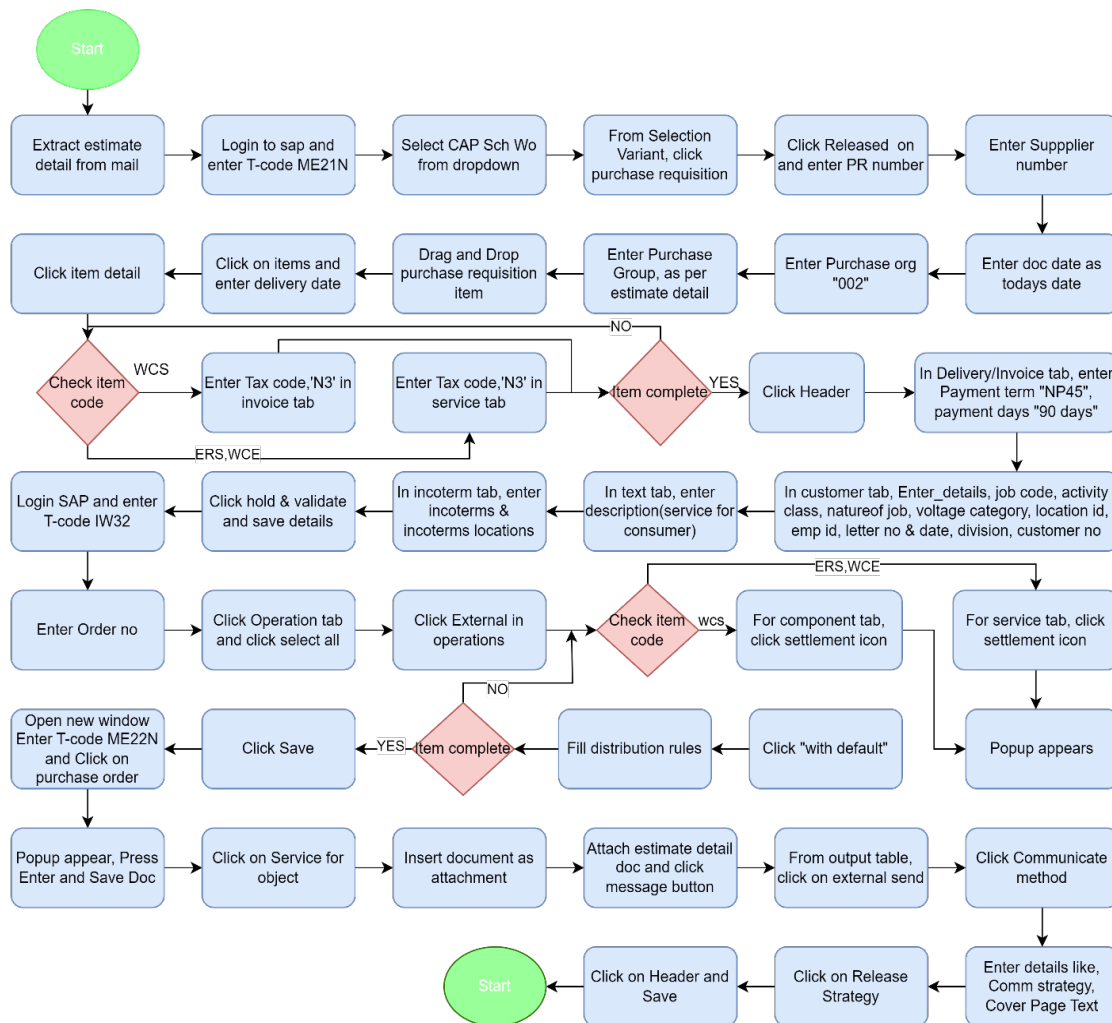 Start
Extract estimate
detail from mail
Login to sap and
enter T-code ME21N
Select CAP Sch Wo
from dropdown
From Selection
Variant, click
purchase requisition
Click Released  on
and enter PR number
Enter Suppplier
number
Enter doc date as
todays date
Enter Purchase org
"002"
Enter Purchase
Group, as per
estimate detail
Drag and Drop
purchase requisition
item
Click on items and
enter delivery date
Click item detail
NO
Check item
code
WCS
Enter Tax code,'N3' in
invoice tab
Enter Tax code,'N3' in
service tab
Item complete
YES
Click Header
In Delivery/Invoice tab, enter
Payment term "NP45",
payment days "90 days"
ERS,WCE
In customer tab, Enter_details, job code, activity
class, natureof job, voltage category, location id,
emp id, letter no & date, division, customer no
In text tab, enter
description(service for
consumer)
In incoterm tab, enter
incoterms &
incoterms locations
Click hold & validate
and save details
Login SAP and enter
T-code IW32
Enter Order no
Click Operation tab
and click select all
Click External in
operations
Check item
code
wcs
ERS,WCE
For component tab,
click settlement icon
For service tab, click
settlement icon
Popup appears
Click "with default"
Fill distribution rules
Item complete
NO
YES
Click Save
Open new window
Enter T-code ME22N
and Click on
purchase order
Popup appear, Press
Enter and Save Doc
Click on Service for
object
Insert document as
attachment
Attach estimate detail
doc and click
message button
From output table,
click on external send
Click Communicate
method
Enter details like,
Comm strategy,
Cover Page Text
Click on Release
Strategy
Click on Header and
Save
Start